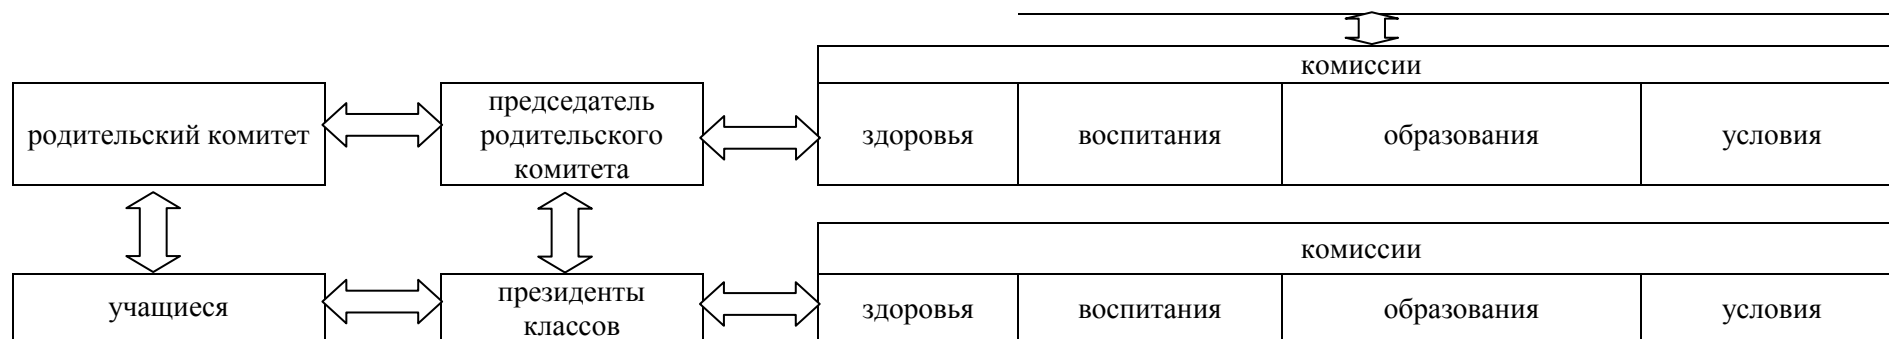 комиссии
родительский комитет
председатель
родительского
комитета
здоровья
воспитания
образования
условия
комиссии
учащиеся
президенты
классов
здоровья
воспитания
образования
условия